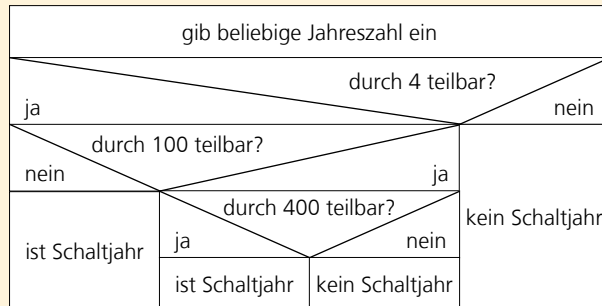 gib beliebige Jahreszahl ein
durch 4 teilbar?
ja
nein
durch 100 teilbar?
nein
ja
durch 400 teilbar?
kein Schaltjahr
ist Schaltjahr
ja
nein
ist Schaltjahr
kein Schaltjahr